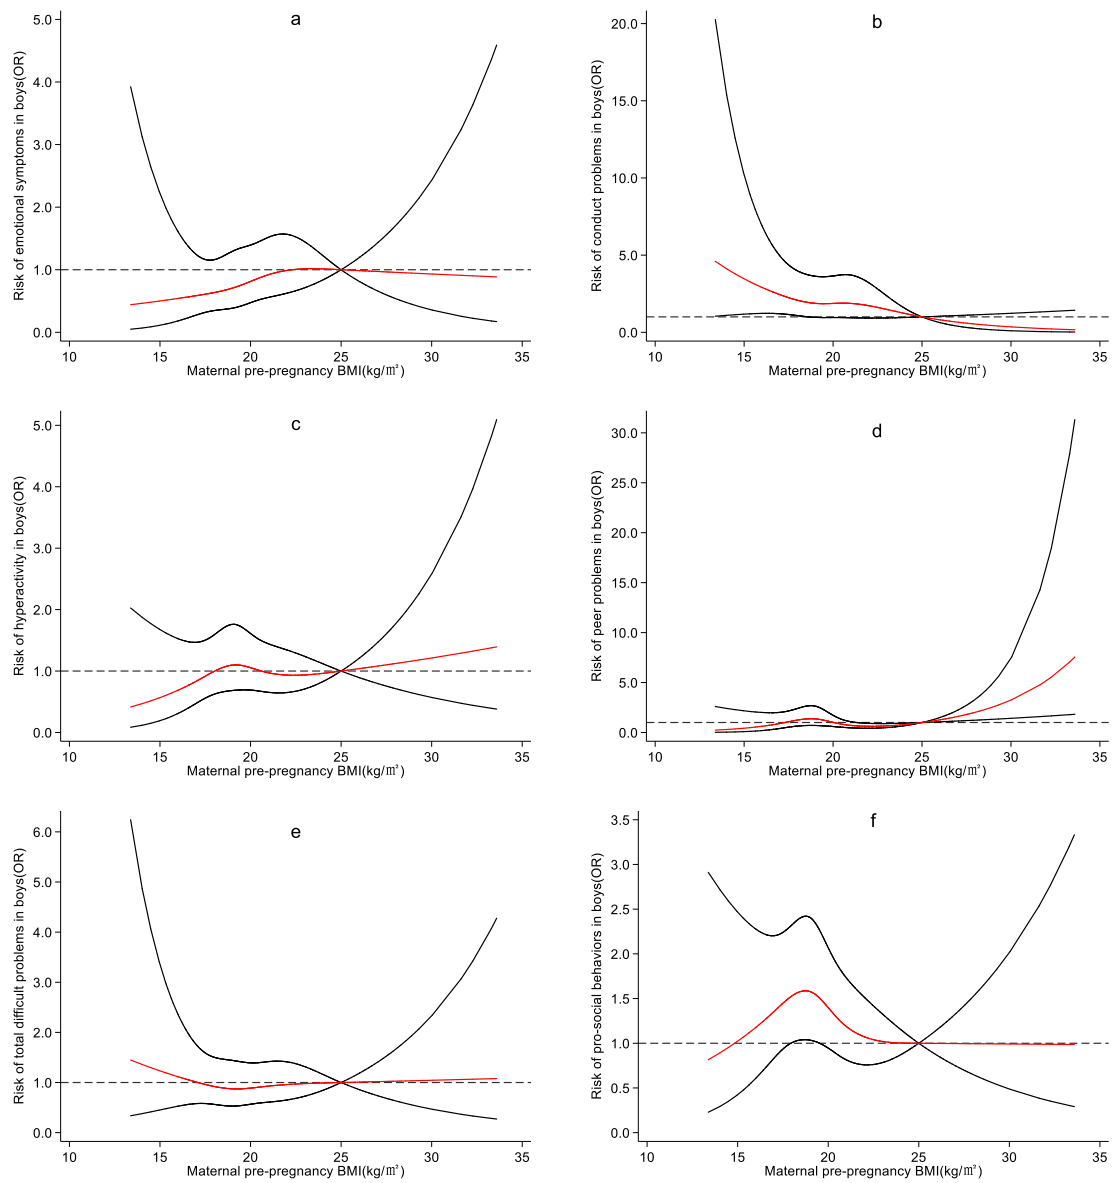 a
Risk of emotional symptoms in boys(OR)
5.0
4.0
3.0
2.0
1.0
0.0
10 15 20 25 30 35
Maternal pre-pregnancy BMI(kg/㎡)
b
Risk of conduct problems in boys(OR)
20.0
15.0
10.0
5.0
0.0
10 15 20 25 30 35
Maternal pre-pregnancy BMI(kg/㎡)
c
Risk of hyperactivity in boys(OR)
5.0
4.0
3.0
2.0
1.0
0.0
10 15 20 25 30 35
Maternal pre-pregnancy BMI(kg/㎡)
d
Risk of peer problems in boys(OR)
30.0
25.0
20.0
15.0
10.0
5.0
0.0
10 15 20 25 30 35
Maternal pre-pregnancy BMI(kg/㎡)
e
Risk of total difficult problems in boys(OR)
6.0
5.0
4.0
3.0
2.0
1.0
0.0
10 15 20 25 30 35
Maternal pre-pregnancy BMI(kg/㎡)
f
Risk of pro-social behaviors in boys(OR)
3.5
3.0
2.5
2.0
1.5
1.0
0.5
0.0
10 15 20 25 30 35
Maternal pre-pregnancy BMI(kg/㎡)